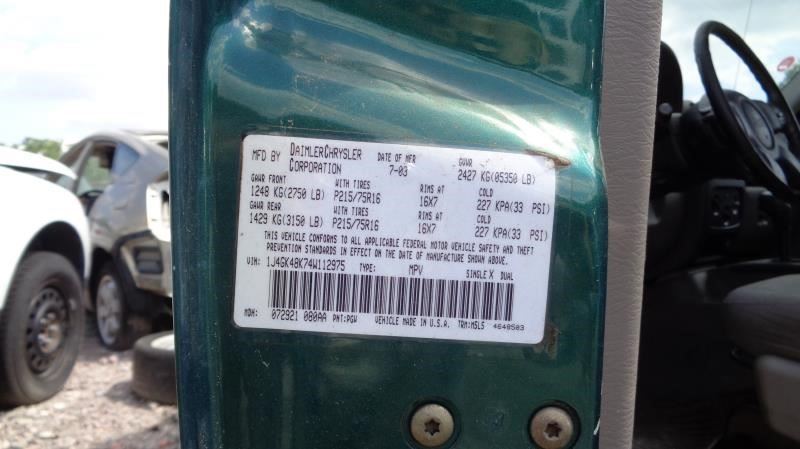 MFD BY DAIMLERCHRYSLER CORPORATION DATE OF MFR 7-03 GVWR 2427 KG(05350 LB)
GAWR FRONT WITH TIRES RIMS AT COLD
1248 KG(2750 LB) P215/75R16 16X7 227 KPA(33 PSI)
GAWR REAR WITH TIRES RIMS AT COLD
1429 KG(3150 LB) P215/75R16 16X7 227 KPA(33 PSI)
THIS VEHICLE CONFORMS TO ALL APPLICABLE FEDERAL MOTOR VEHICLE SAFETY AND THEFT
PREVENTION STANDARDS IN EFFECT ON THE DATE OF MANUFACTURE SHOWN ABOVE.
VIN: 1J4GK48K74W112975 TYPE: MPV SINGLE X DUAL
MDH: 072921 080AA PNT:PGW VEHICLE MADE IN U.S.A. TRM:MSL5 4648503